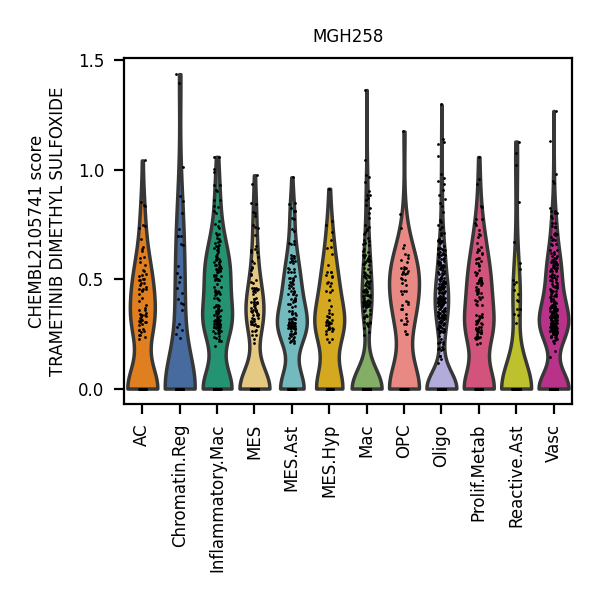 MGH258
CHEMBL2105741 score
TRAMETINIB DIMETHYL SULFOXIDE
1.5
1.0
0.5
0.0
AC
Chromatin.Reg
Inflammatory.Mac
MES
MES.Ast
MES.Hyp
Mac
OPC
Oligo
Prolif.Metab
Reactive.Ast
Vasc